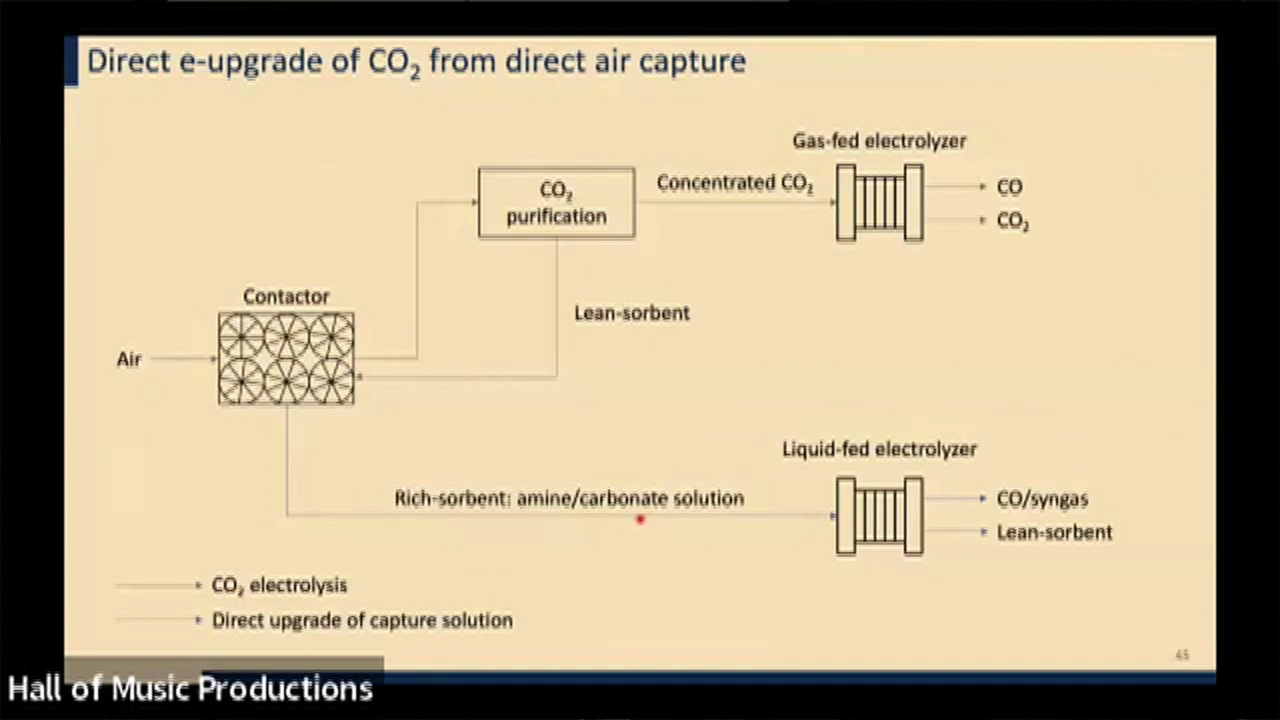 Direct e-upgrade of CO₂ from direct air capture
Gas-fed electrolyzer
CO₂
purification
Concentrated CO₂
CO
CO₂
Contactor
Lean-sorbent
Air
Liquid-fed electrolyzer
Rich-sorbent: amine/carbonate solution
CO/syngas
Lean-sorbent
CO₂ electrolysis
Direct upgrade of capture solution
45
Hall of Music Productions